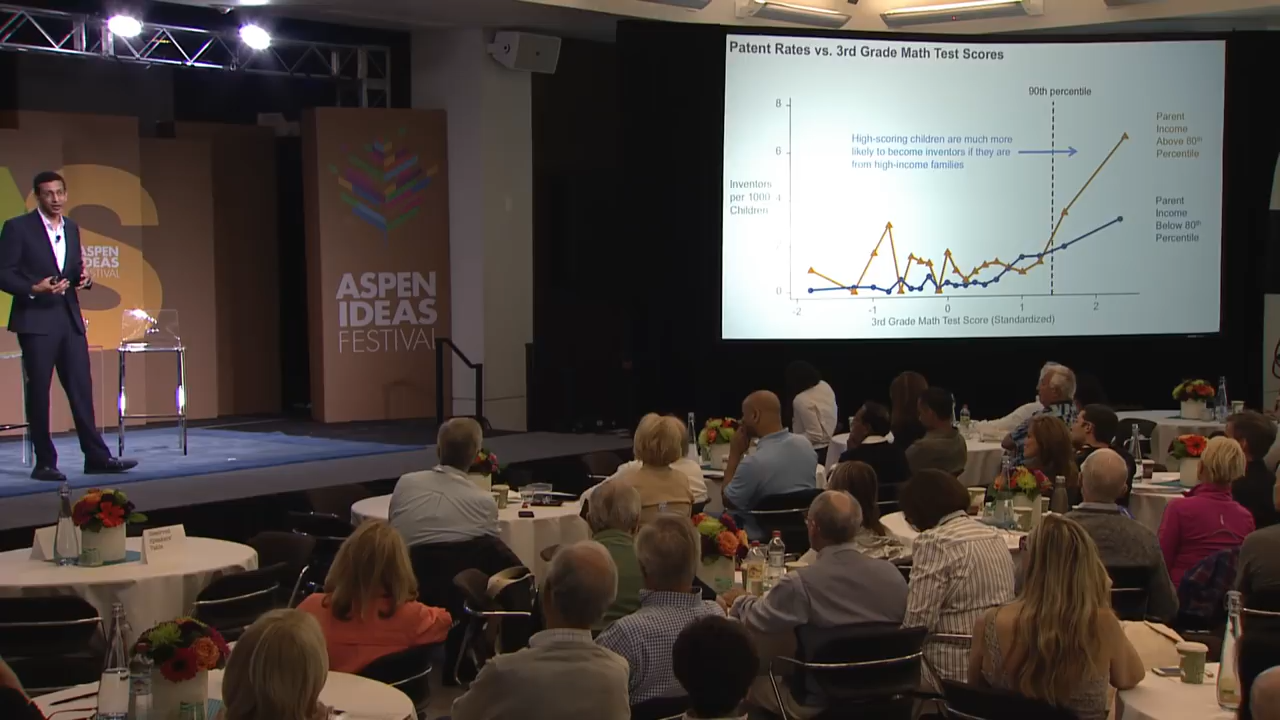 Patent Rates vs. 3rd Grade Math Test Scores
90th percentile
8
6
4
2
0
High-scoring children are much more
likely to become inventors if they are
from high-income families
Inventors
per 1000
Children
Parent
Income
Above 80th
Percentile
Parent
Income
Below 80th
Percentile
-2
-1
0
1
2
3rd Grade Math Test Score (Standardized)
AS
ASPEN
IDEAS
FESTIVAL
ASPEN
IDEAS
FESTIVAL